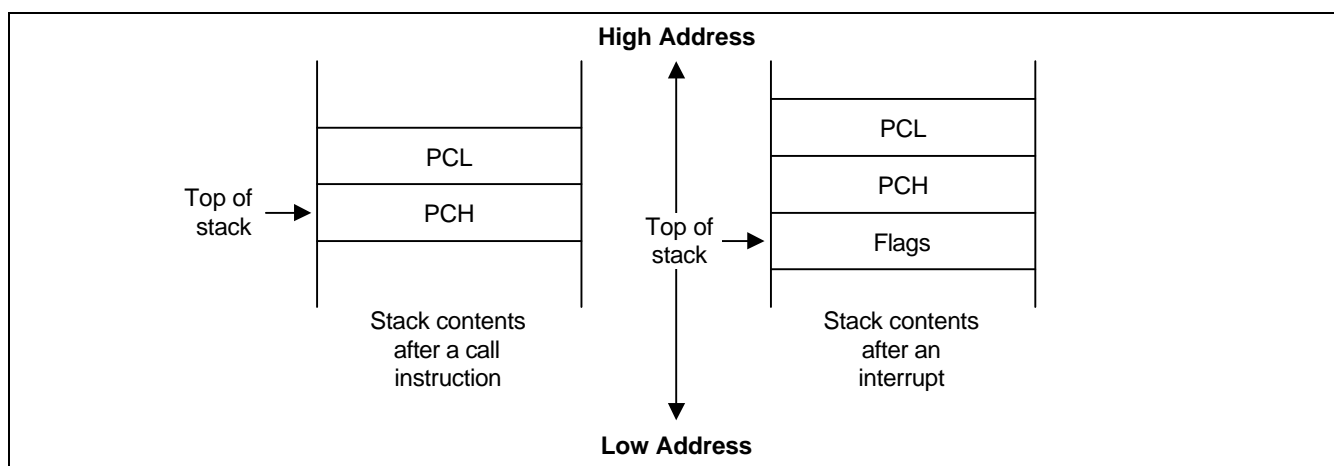 High Address
PCL
PCH
Top of
stack
Stack contents
after a call
instruction
PCL
PCH
Flags
Top of
stack
Stack contents
after an
interrupt
Low Address